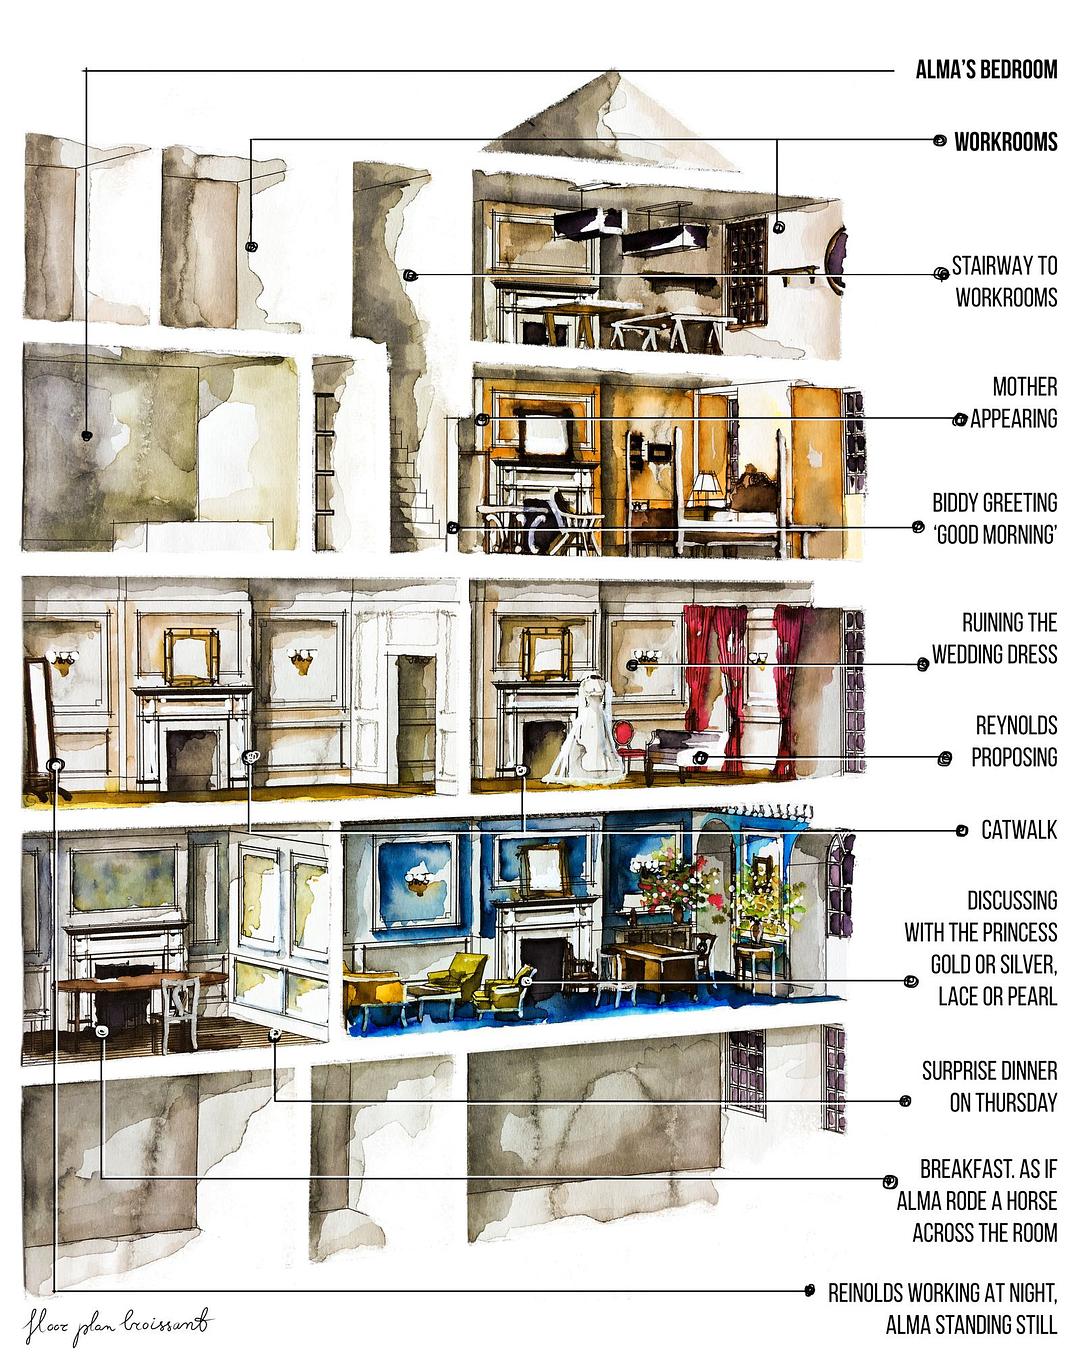 ALMA'S BEDROOM
WORKROOMS
STAIRWAY TO
WORKROOMS
MOTHER
APPEARING
BIDDY GREETING
‘GOOD MORNING’
RUINING THE
WEDDING DRESS
REYNOLDS
PROPOSING
CATWALK
DISCUSSING
WITH THE PRINCESS
GOLD OR SILVER,
LACE OR PEARL
SURPRISE DINNER
ON THURSDAY
BREAKFAST. AS IF
ALMA RODE A HORSE
ACROSS THE ROOM
REINOLDS WORKING AT NIGHT,
ALMA STANDING STILL
floor plan croissant